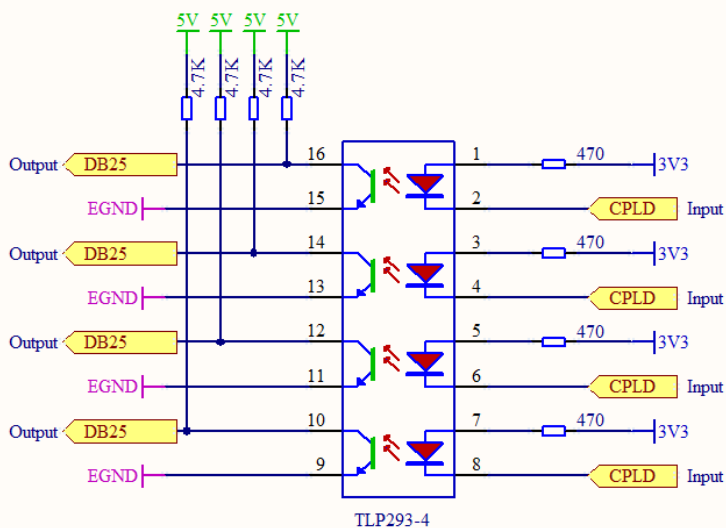 5V 5V 5V 5V
4.7K 4.7K 4.7K 4.7K
Output DB25 16 1 470 3V3
EGND 15 2 CPLD Input
Output DB25 14 3 470 3V3
EGND 13 4 CPLD Input
Output DB25 12 5 470 3V3
EGND 11 6 CPLD Input
Output DB25 10 7 470 3V3
EGND 9 8 CPLD Input
TLP293-4